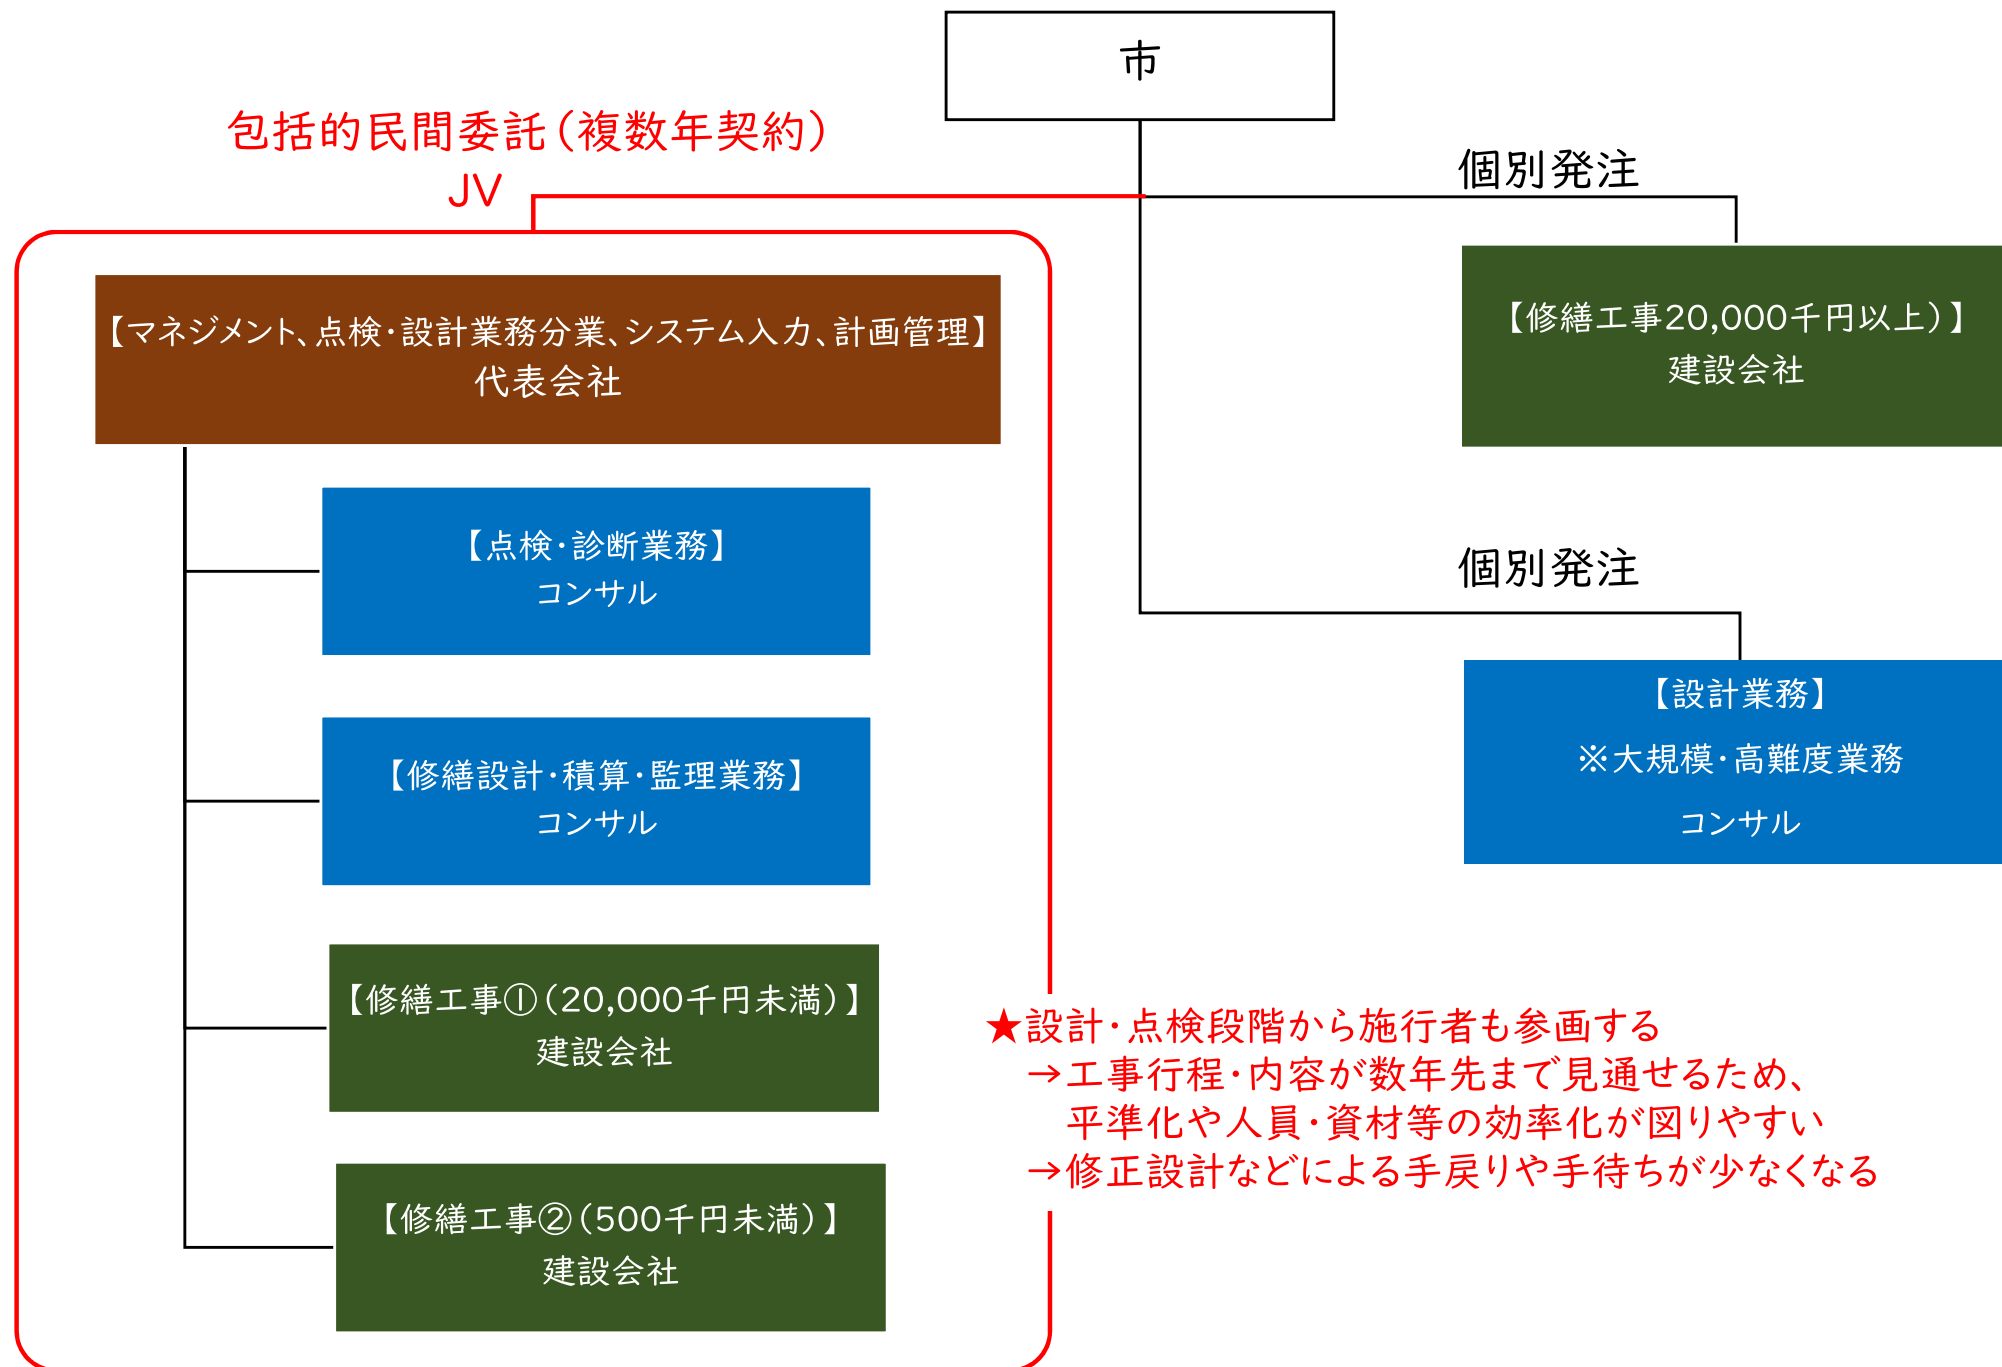 市
包括的民間委託（複数年契約）
JV
個別発注
【マネジメント、点検・設計業務分業、システム入力、計画管理】
代表会社
【修繕工事20,000千円以上）】
建設会社
【点検・診断業務】
コンサル
個別発注
【設計業務】
※大規模・高難度業務
コンサル
【修繕設計・積算・監理業務】
コンサル
【修繕工事①（20,000千円未満）】
建設会社
★設計・点検段階から施行者も参画する
→工事行程・内容が数年先まで見通せるため、
平準化や人員・資材等の効率化が図りやすい
→修正設計などによる手戻りや手待ちが少なくなる
【修繕工事②（500千円未満）】
建設会社